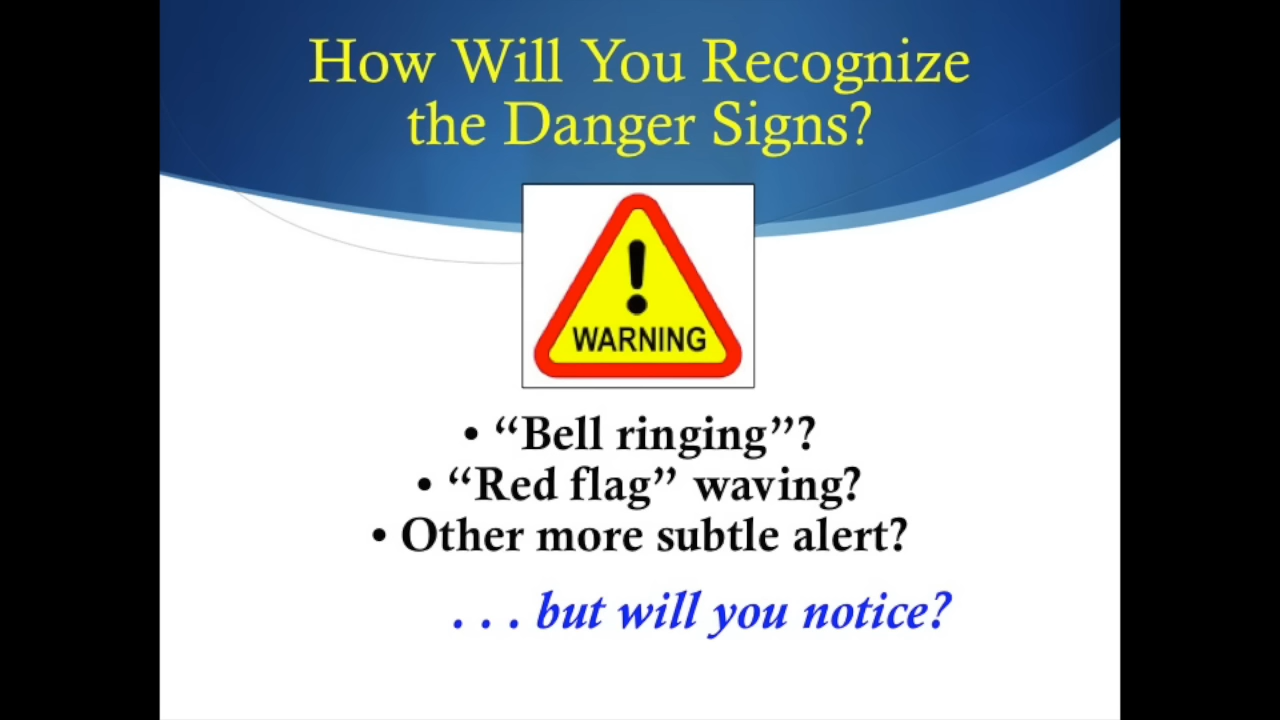 How Will You Recognize
the Danger Signs?
WARNING
• “Bell ringing”?
• “Red flag” waving?
• Other more subtle alert?
. . . but will you notice?